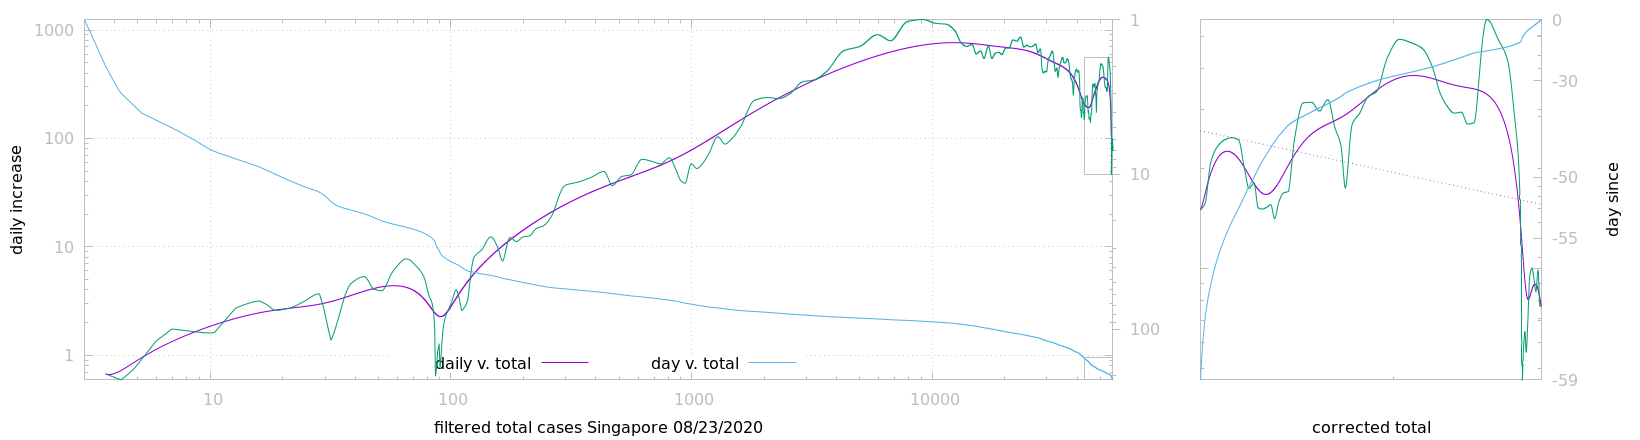 1000
100
10
1
daily increase
daily v. total
day v. total
10
100
1000
10000
filtered total cases Singapore 08/23/2020
1
10
100
0
-30
-50
-55
-59
day since
corrected total